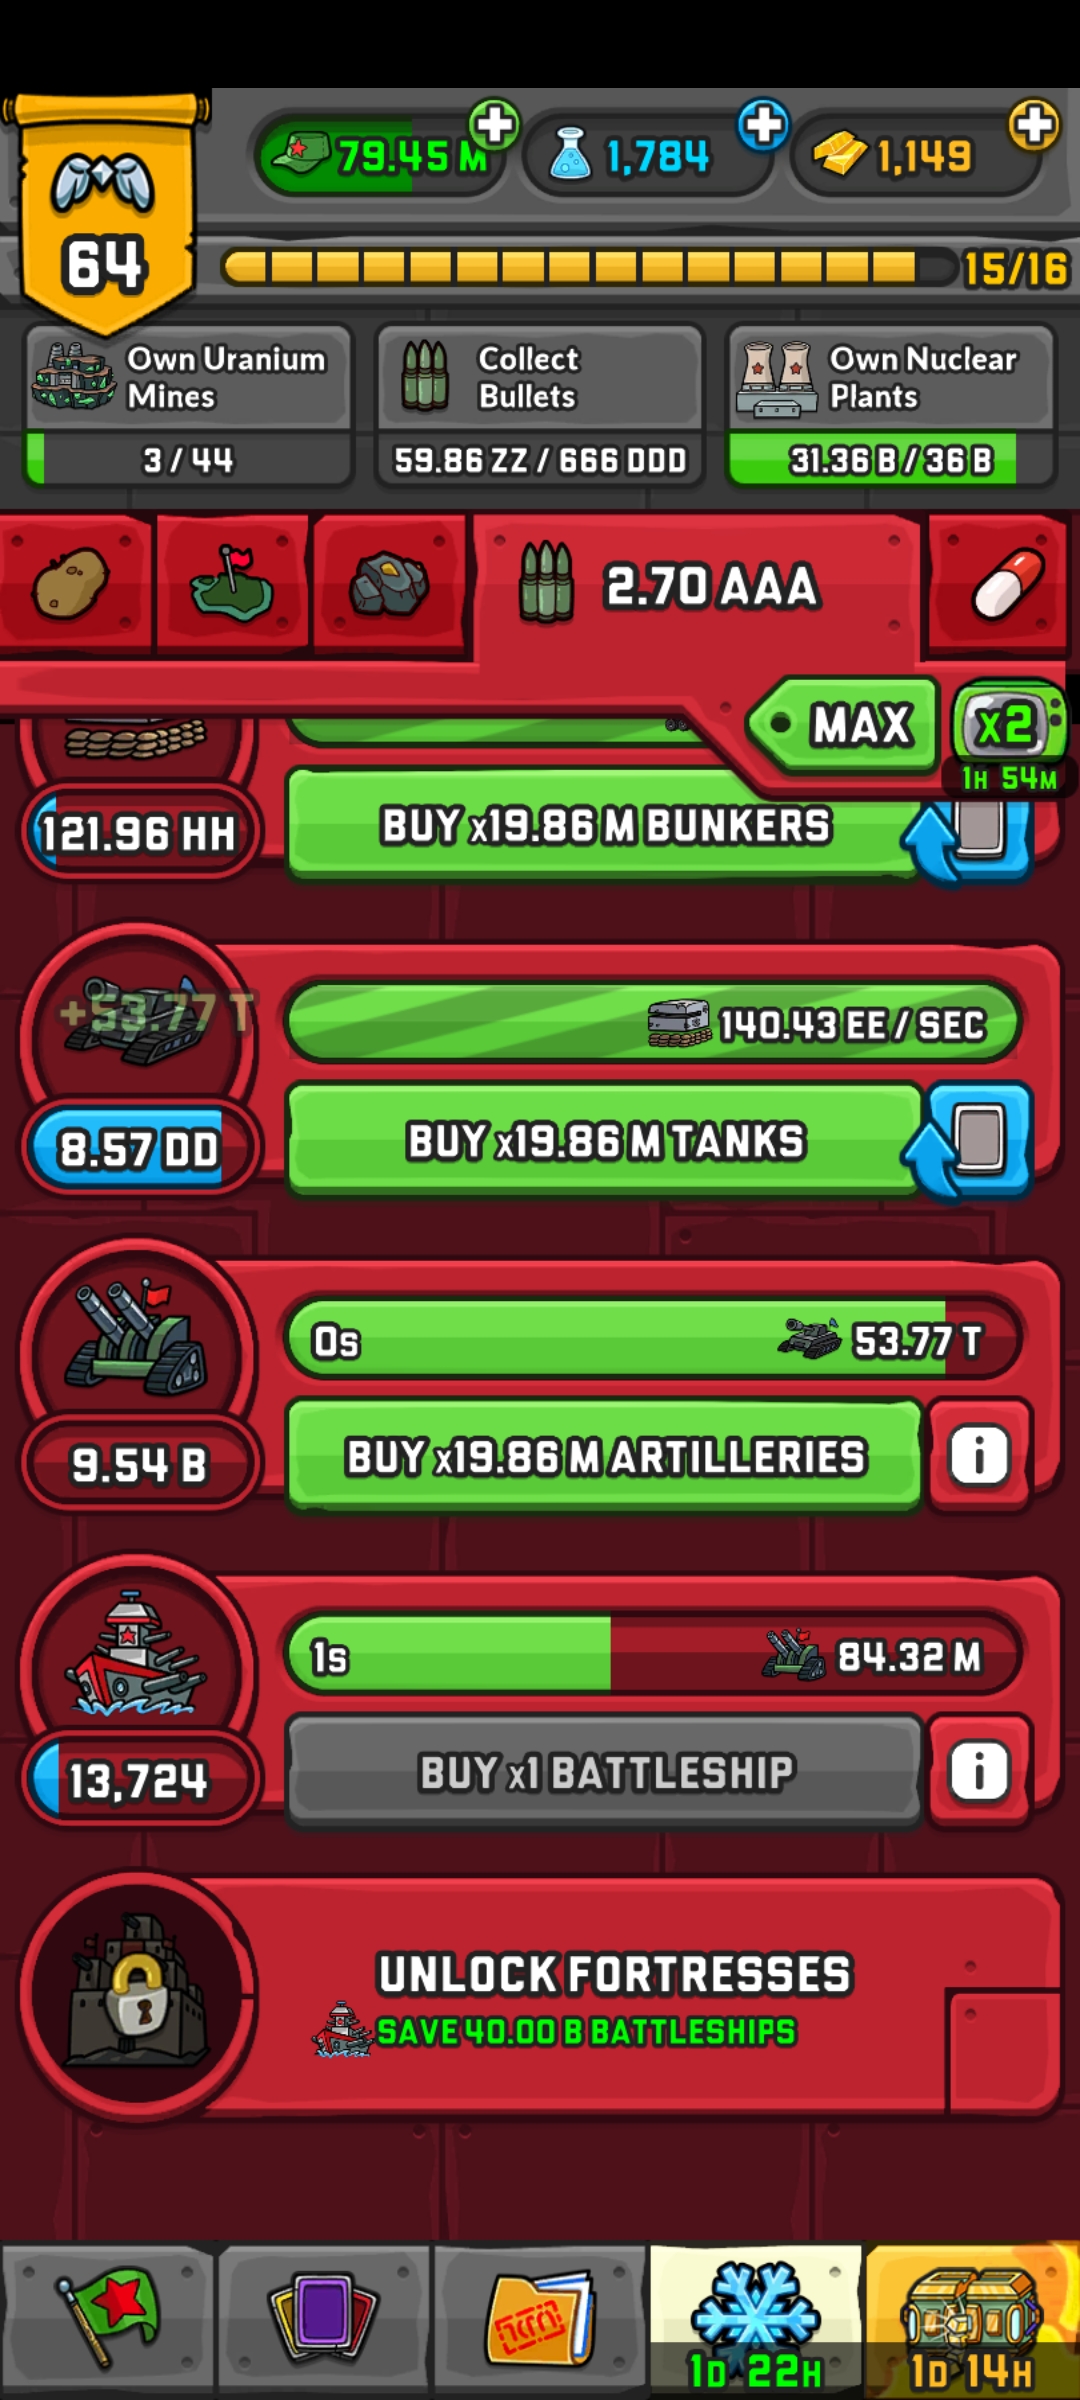 79.45 M
1,784
1,149
64
15/16
Own Uranium
Mines
3 / 44
Collect
Bullets
59.86 ZZ / 666 DDD
Own Nuclear
Plants
31.36 B / 36 B
2.70 AAA
MAX
X2
1H 54M
121.96 HH
BUY x19.86 M BUNKERS
+53.77 T
140.43 EE / SEC
8.57 DD
BUY x19.86 M TANKS
0s
53.77 T
9.54 B
BUY x19.86 M ARTILLERIES
i
1s
84.32 M
13,724
BUY x1 BATTLESHIP
i
UNLOCK FORTRESSES
SAVE 40.00 B BATTLESHIPS
1D 22H
1D 14H